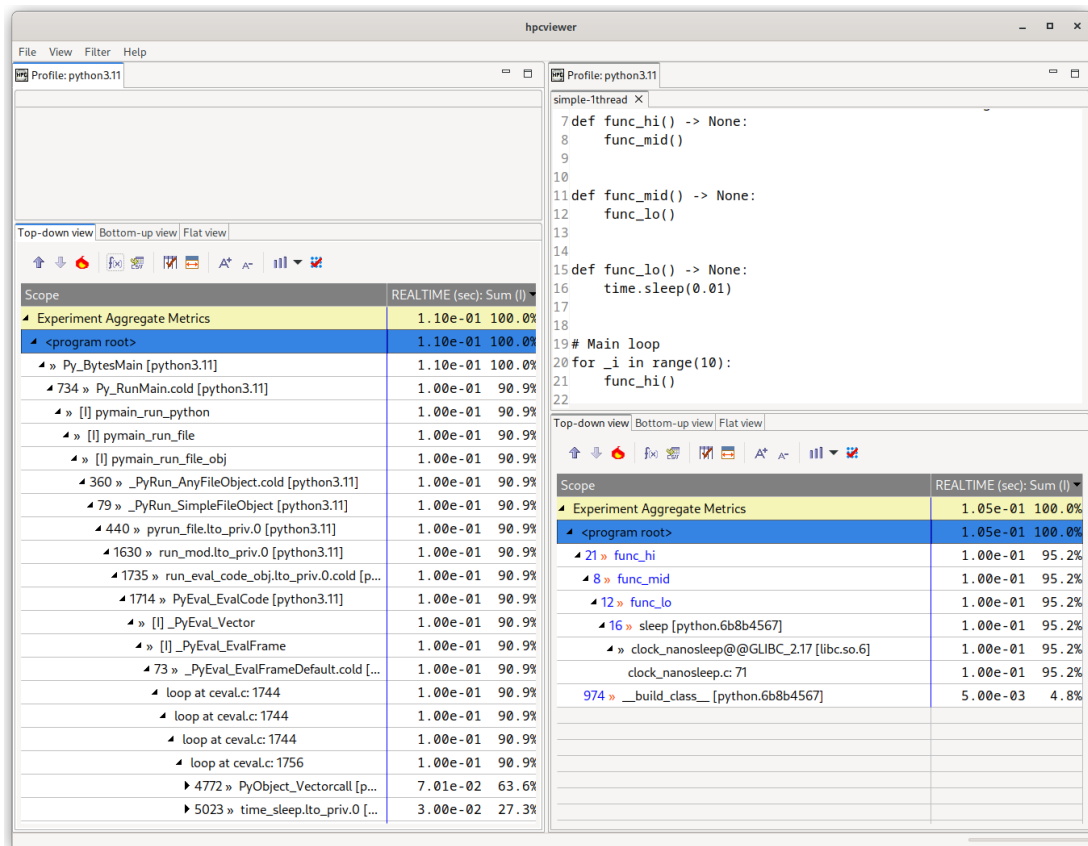 hpcviewer
File View Filter Help
Profile: python3.11
Top-down view Bottom-up view Flat view
Scope REALTIME (sec): Sum (I)
Experiment Aggregate Metrics 1.10e-01 100.0%
<program root> 1.10e-01 100.0%
» Py_BytesMain [python3.11] 1.10e-01 100.0%
734 » Py_RunMain.cold [python3.11] 1.00e-01 90.9%
» [I] pymain_run_python 1.00e-01 90.9%
» [I] pymain_run_file 1.00e-01 90.9%
» [I] pymain_run_file_obj 1.00e-01 90.9%
360 » _PyRun_AnyFileObject.cold [python3.11] 1.00e-01 90.9%
79 » _PyRun_SimpleFileObject [python3.11] 1.00e-01 90.9%
440 » pyrun_file.lto_priv.0 [python3.11] 1.00e-01 90.9%
1630 » run_mod.lto_priv.0 [python3.11] 1.00e-01 90.9%
1735 » run_eval_code_obj.lto_priv.0.cold [p... 1.00e-01 90.9%
1714 » PyEval_EvalCode [python3.11] 1.00e-01 90.9%
» [I] _PyEval_Vector 1.00e-01 90.9%
» [I] _PyEval_EvalFrame 1.00e-01 90.9%
73 » _PyEval_EvalFrameDefault.cold [... 1.00e-01 90.9%
loop at ceval.c: 1744 1.00e-01 90.9%
loop at ceval.c: 1744 1.00e-01 90.9%
loop at ceval.c: 1744 1.00e-01 90.9%
loop at ceval.c: 1756 1.00e-01 90.9%
4772 » PyObject_Vectorcall [p... 7.01e-02 63.6%
5023 » time_sleep.lto_priv.0 [... 3.00e-02 27.3%
Profile: python3.11
simple-1thread
7 def func_hi() -> None:
8     func_mid()
9
10
11 def func_mid() -> None:
12     func_lo()
13
14
15 def func_lo() -> None:
16     time.sleep(0.01)
17
18
19 # Main loop
20 for _i in range(10):
21     func_hi()
22
Top-down view Bottom-up view Flat view
Scope REALTIME (sec): Sum (I)
Experiment Aggregate Metrics 1.05e-01 100.0%
<program root> 1.05e-01 100.0%
21 » func_hi 1.00e-01 95.2%
8 » func_mid 1.00e-01 95.2%
12 » func_lo 1.00e-01 95.2%
16 » sleep [python.6b8b4567] 1.00e-01 95.2%
» clock_nanosleep@@GLIBC_2.17 [libc.so.6] 1.00e-01 95.2%
clock_nanosleep.c: 71 1.00e-01 95.2%
974 » __build_class__ [python.6b8b4567] 5.00e-03 4.8%